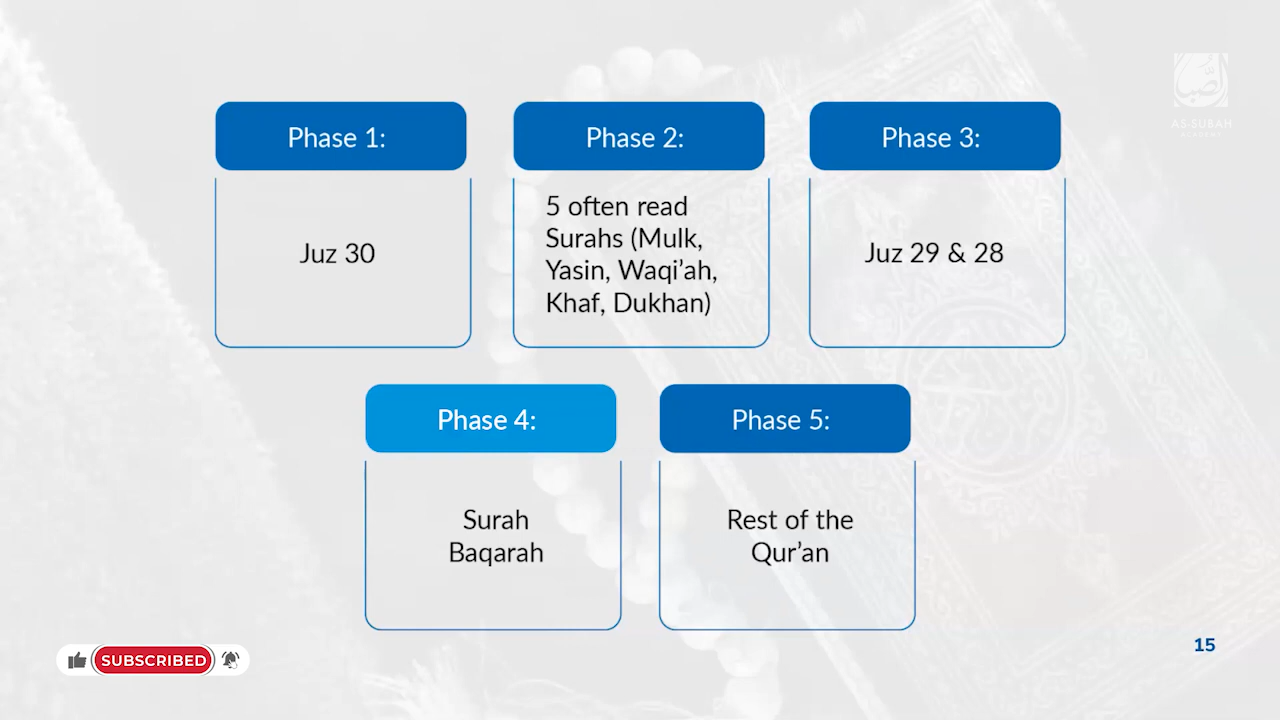 AS-SUBAH
ACADEMY
Phase 1:
Juz 30
Phase 2:
5 often read
Surahs (Mulk,
Yasin, Waqi’ah,
Khaf, Dukhan)
Phase 3:
Juz 29 & 28
Phase 4:
Surah
Baqarah
Phase 5:
Rest of the
Qur’an
SUBSCRIBED
15